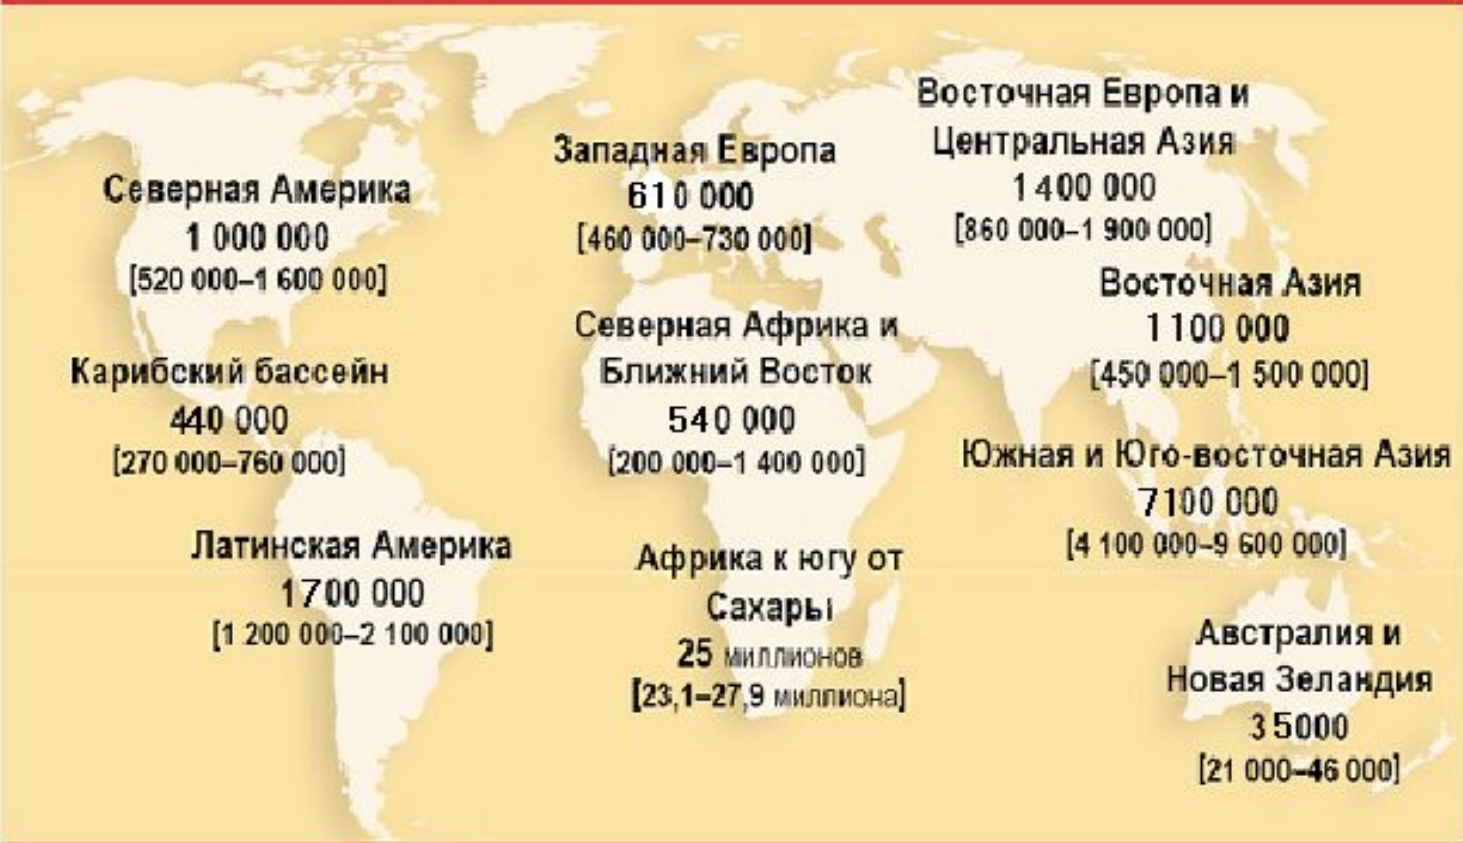 Северная Америка
1 000 000
[520 000–1 600 000]
Карибский бассейн
440 000
[270 000–760 000]
Латинская Америка
1700 000
[1 200 000–2 100 000]
Западная Европа
610 000
[460 000–730 000]
Северная Африка и
Ближний Восток
540 000
[200 000–1 400 000]
Африка к югу от
Сахары
25 миллионов
[23,1–27,9 миллиона]
Восточная Европа и
Центральная Азия
1 400 000
[860 000–1 900 000]
Восточная Азия
1 100 000
[450 000–1 500 000]
Южная и Юго-восточная Азия
7100 000
[4 100 000–9 600 000]
Австралия и
Новая Зеландия
35000
[21 000–46 000]